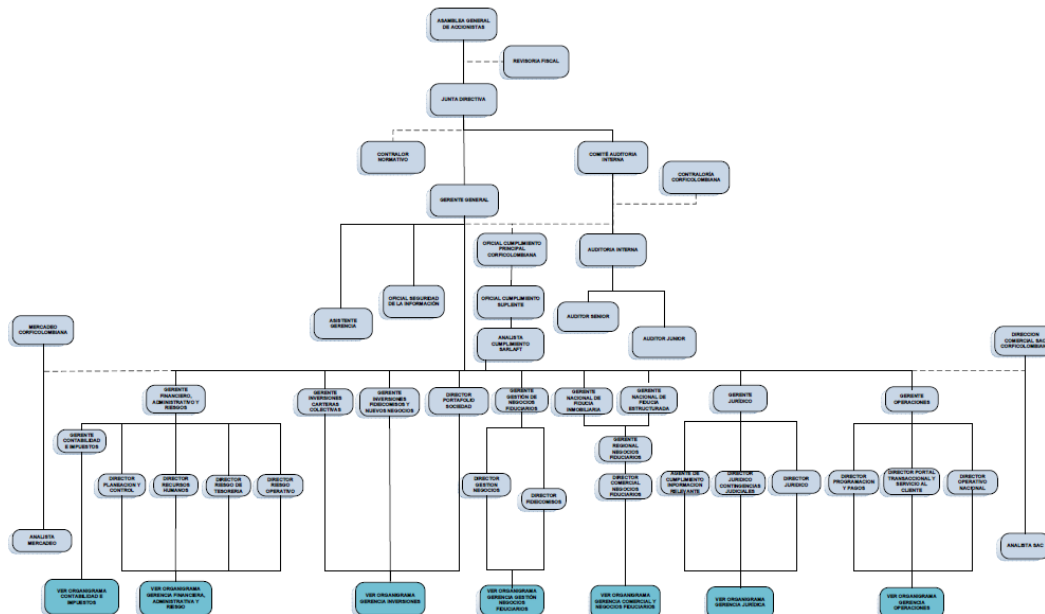 ASAMBLEA GENERAL
DE ACCIONISTAS
REVISORIA FISCAL
JUNTA DIRECTIVA
CONTRALOR
NORMATIVO
COMITÉ AUDITORIA
INTERNA
CONTRALORÍA
CORFICOLOMBIANA
GERENTE GENERAL
OFICIAL CUMPLIMIENTO
PRINCIPAL
CORFICOLOMBIANA
AUDITORIA INTERNA
OFICIAL SEGURIDAD
DE LA INFORMACIÓN
OFICIAL CUMPLIMIENTO
SUPLENTE
ASISTENTE
GERENCIA
AUDITOR SENIOR
MERCADEO
CORFICOLOMBIANA
ANALISTA
CUMPLIMIENTO
SARLAFT
AUDITOR JUNIOR
DIRECCION
COMERCIAL SAC
CORFICOLOMBIANA
GERENTE
FINANCIERO,
ADMINISTRATIVO Y
RIESGOS
GERENTE
INVERSIONES
CARTERAS
COLECTIVAS
GERENTE
INVERSIONES
FIDEICOMISOS Y
NUEVOS NEGOCIOS
DIRECTOR
PORTAFOLIO
SOCIEDAD
GERENTE
GESTIÓN DE
NEGOCIOS
FIDUCIARIOS
GERENTE
NACIONAL DE
FIDUCIA
INMOBILIARIA
GERENTE
NACIONAL DE
FIDUCIA
ESTRUCTURADA
GERENTE
JURÍDICO
GERENTE
OPERACIONES
GERENTE
CONTABILIDAD
E IMPUESTOS
GERENTE
REGIONAL
NEGOCIOS
FIDUCIARIOS
DIRECTOR
PLANEACION Y
CONTROL
DIRECTOR
RECURSOS
HUMANOS
DIRECTOR
RIESGO DE
TESORERIA
DIRECTOR
RIESGO
OPERATIVO
DIRECTOR
GESTION
NEGOCIOS
DIRECTOR
FIDEICOMISOS
DIRECTOR
COMERCIAL
NEGOCIOS
FIDUCIARIOS
AGENTE DE
CUMPLIMIENTO
INFORMACION
RELEVANTE
DIRECTOR
JURIDICO
CONTINGENCIAS
JUDICIALES
DIRECTOR
JURIDICO
DIRECTOR
PROGRAMACION
Y PAGOS
DIRECTOR PORTAL
TRANSACCIONAL Y
SERVICIO AL
CLIENTE
DIRECTOR
OPERATIVO
NACIONAL
ANALISTA
MERCADEO
ANALISTA SAC
VER ORGANIGRAMA
CONTABILIDAD E
IMPUESTOS
VER ORGANIGRAMA
GERENCIA FINANCIERA,
ADMINISTRATIVA Y
RIESGO
VER ORGANIGRAMA
GERENCIA INVERSIONES
VER ORGANIGRAMA
GERENCIA GESTIÓN
NEGOCIOS
FIDUCIARIOS
VER ORGANIGRAMA
GERENCIA COMERCIAL Y
NEGOCIOS FIDUCIARIOS
VER ORGANIGRAMA
GERENCIA JURÍDICA
VER ORGANIGRAMA
GERENCIA
OPERACIONES